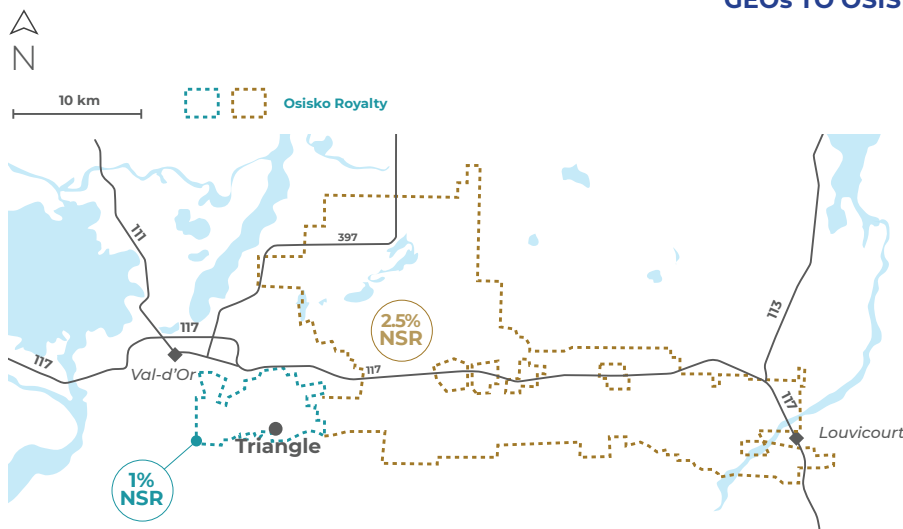 GEOs TO OSIS
N
10 km
Osisko Royalty
111
397
113
2.5%
NSR
117
117
117
Val-d'Or
117
Triangle
Louvicourt
1%
NSR